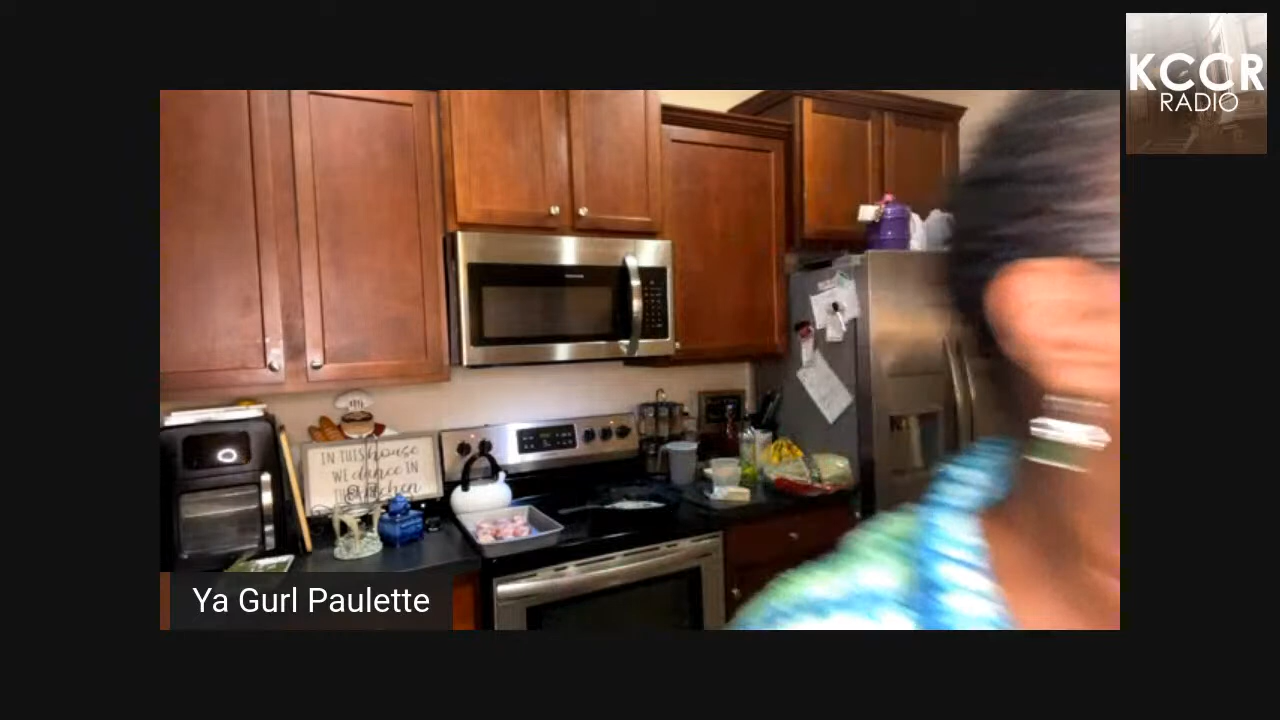 KCCR
RADIO
IN THIS house
WE dance IN
THE kitchen
Ya Gurl Paulette